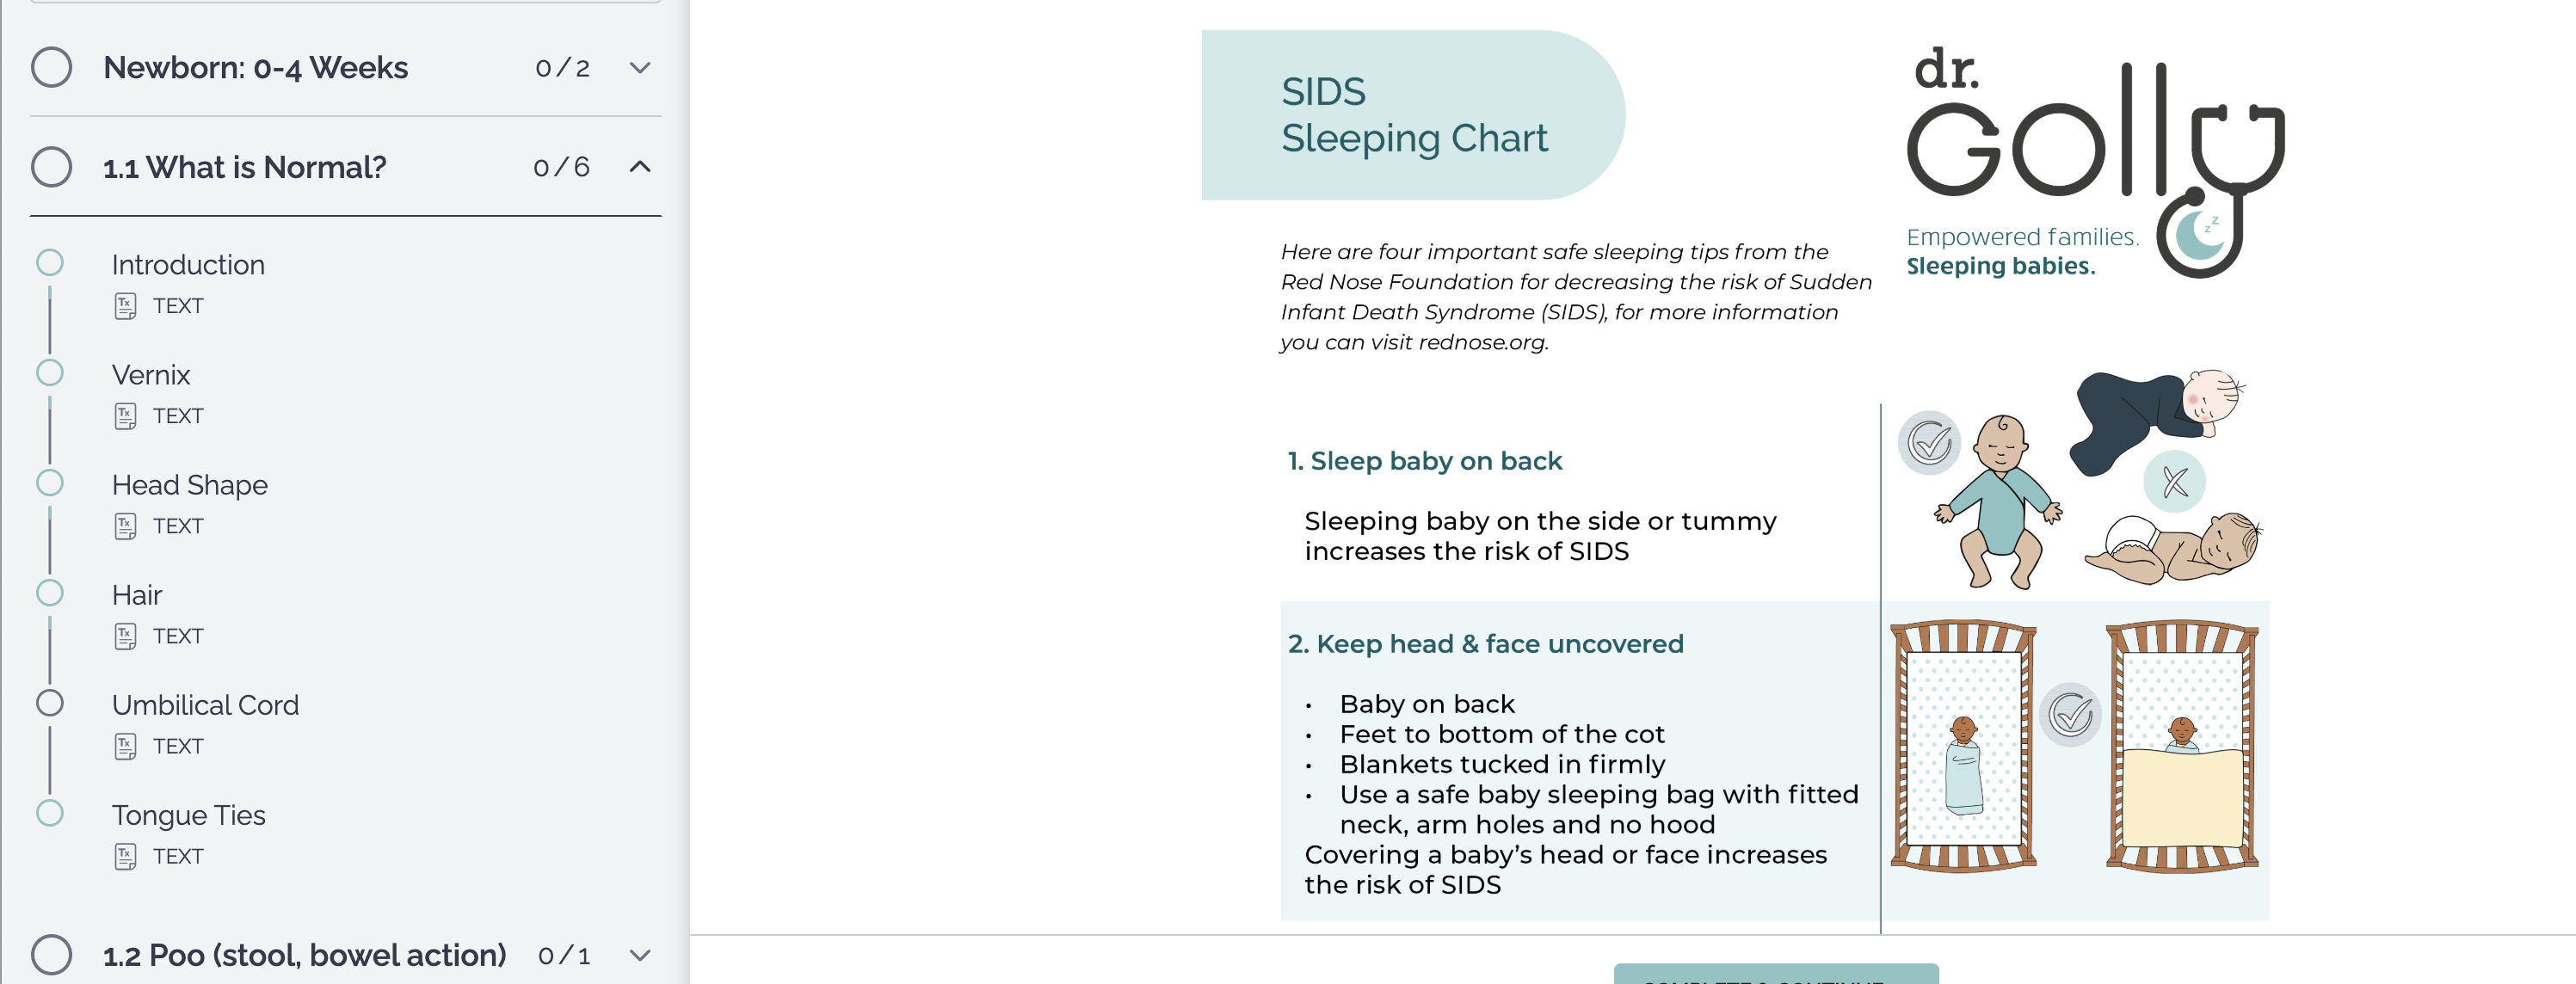 Newborn: 0-4 Weeks 0/2
1.1 What is Normal? 0/6
Introduction
TEXT
Vernix
TEXT
Head Shape
TEXT
Hair
TEXT
Umbilical Cord
TEXT
Tongue Ties
TEXT
1.2 Poo (stool, bowel action) 0/1
SIDS
Sleeping Chart
dr.
Golly
Empowered families.
Sleeping babies.
Here are four important safe sleeping tips from the
Red Nose Foundation for decreasing the risk of Sudden
Infant Death Syndrome (SIDS), for more information
you can visit rednose.org.
1. Sleep baby on back
Sleeping baby on the side or tummy
increases the risk of SIDS
2. Keep head & face uncovered
• Baby on back
• Feet to bottom of the cot
• Blankets tucked in firmly
• Use a safe baby sleeping bag with fitted
neck, arm holes and no hood
Covering a baby's head or face increases
the risk of SIDS
COMPLETE & CONTINUE